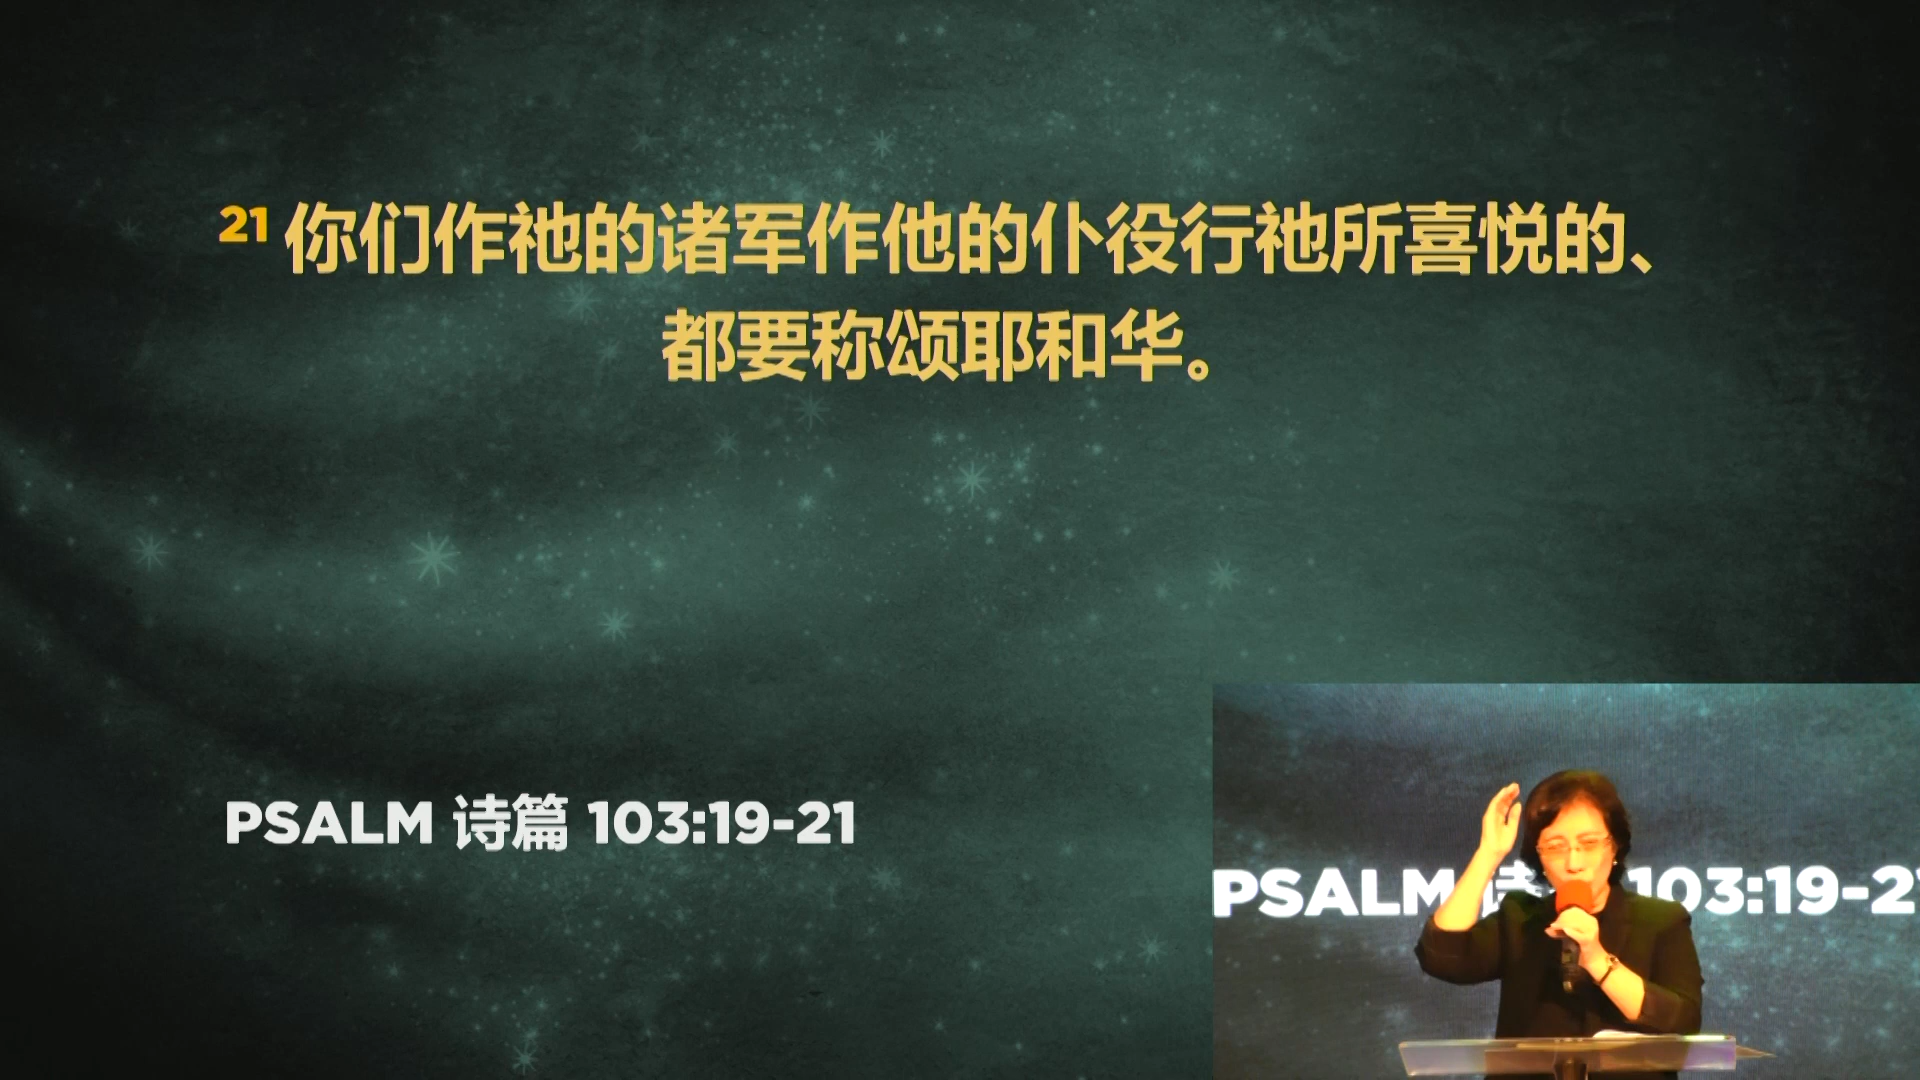 21 你们作祂的诸军作他的仆役行祂所喜悦的、
都要称颂耶和华。
PSALM 诗篇 103:19-21
PSALM 诗 103:19-2